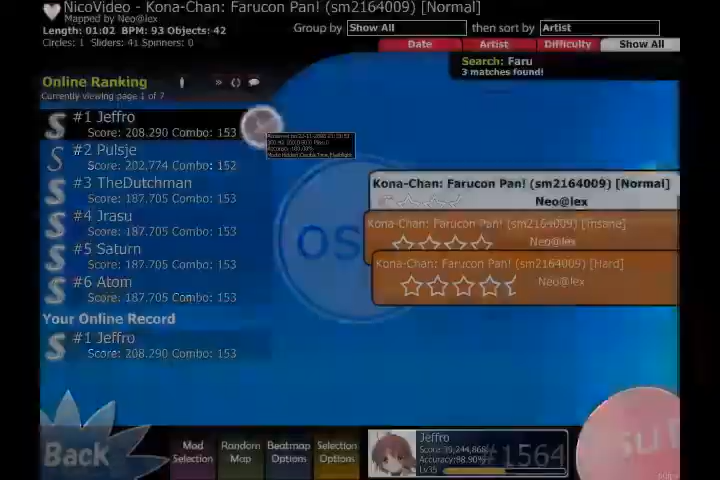 NicoVideo - Kona-Chan: Farucon Pan! (sm2164009) [Normal]
Mapped by Neo@lex
Length: 01:02 BPM: 93 Objects: 42
Circles: 1 Sliders: 41 Spinners: 0
Group by Show All then sort by Artist
Date Artist Difficulty Show All
Search: Faru
3 matches found!
Online Ranking
Currently viewing page 1 of 7
#1 Jeffro
Score: 208.290 Combo: 153
#2 Pulsje
Score: 202.774 Combo: 152
#3 TheDutchman
Score: 187.705 Combo: 153
#4 Jrasu
Score: 187.705 Combo: 153
#5 Saturn
Score: 187.705 Combo: 153
#6 Atom
Score: 187.705 Combo: 153
Your Online Record
#1 Jeffro
Score: 208.290 Combo: 153
Kona-Chan: Farucon Pan! (sm2164009) [Normal]
Neo@lex
Kona-Chan: Farucon Pan! (sm2164009) [Insane]
Neo@lex
Kona-Chan: Farucon Pan! (sm2164009) [Hard]
Neo@lex
OS
Back
Mod Selection
Random Map
Beatmap Options
Selection Options
Jeffro
Score:39,244,868
Accuracy:98.90%
Lv35
#1564